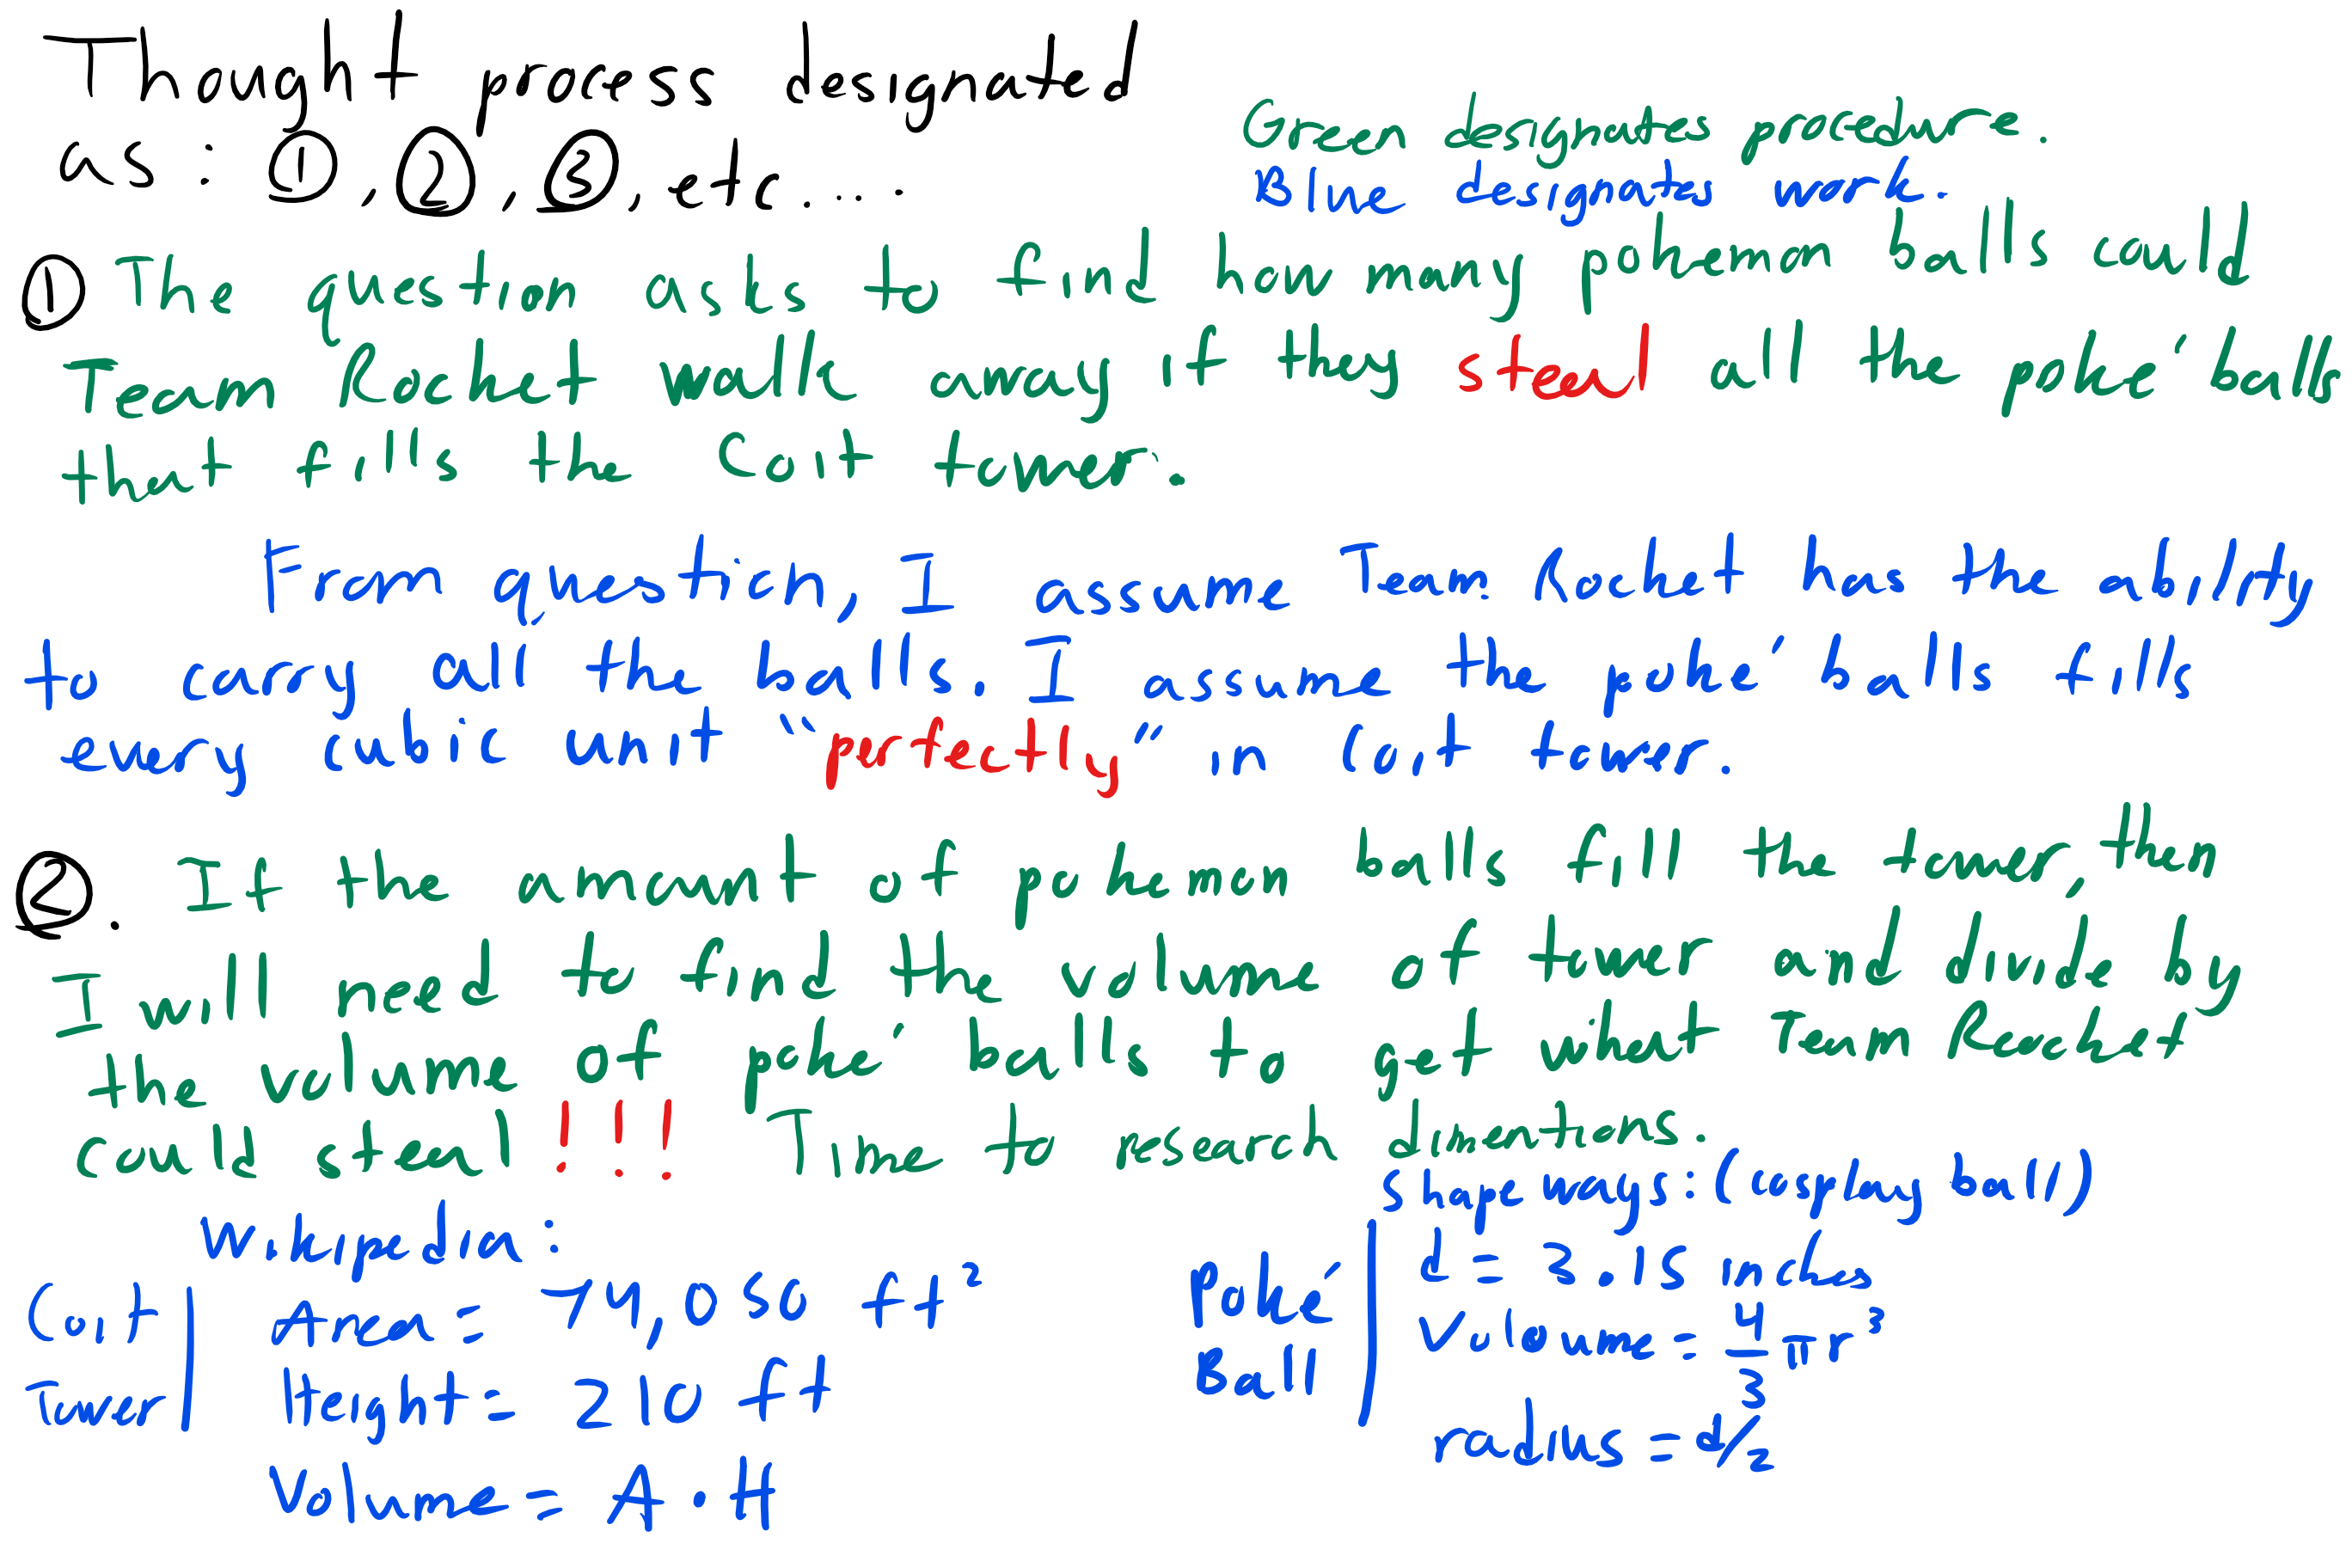 Thought process designated
as : ①, ②, ③, etc....
Green designates procedure.
Blue designates work.
① The question asks to find how many pokemon balls could
Team Rocket walk away if they steal all the poke' balls
that fills the Coit tower.
From question, I assume Team Rocket has the ability
to carry all the balls. I assume the poke' balls fills
every cubic unit "perfectly" in Coit tower.
②. If the amount of pokemon balls fill the tower, then
I will need to find the volume of tower and divide by
the volume of poke' balls to get what Team Rocket
could steal !!! Time to research dimentions.
Wikipedia:
Coit Tower
Area = 74,050 ft²
Height = 210 ft
Volume = A · H
Shapeways: (cosplay ball)
Poke' Ball
d = 3.15 inches
Voloume = 4/3 π r³
radius = d/2